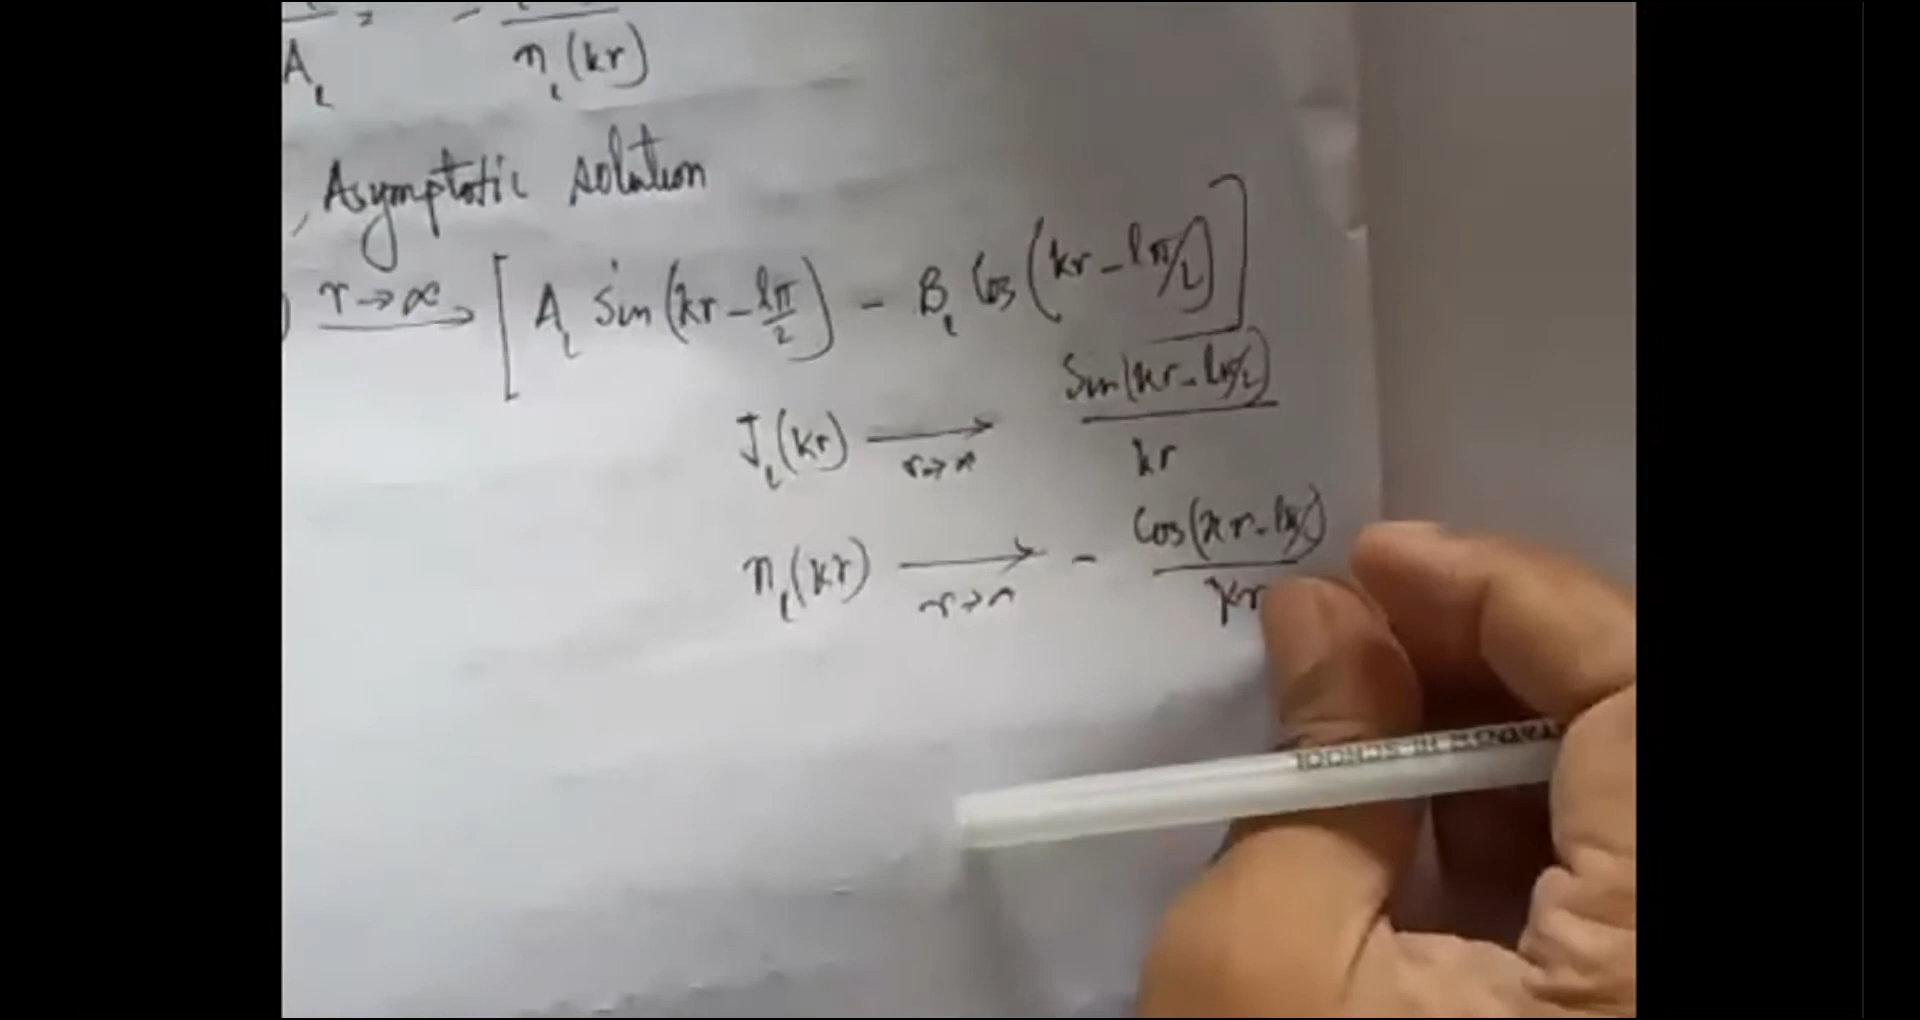 A_l = - / n_l(kr)
Asymptotic solution
) r→∞ [A_l Sin(kr - lπ/2) - B_l Cos(kr - lπ/2)]
J_l(kr) ⟶ r→∞ Sin(kr - lπ/2) / kr
n_l(kr) ⟶ r→∞ - Cos(kr - lπ/2) / kr
SCHOOL